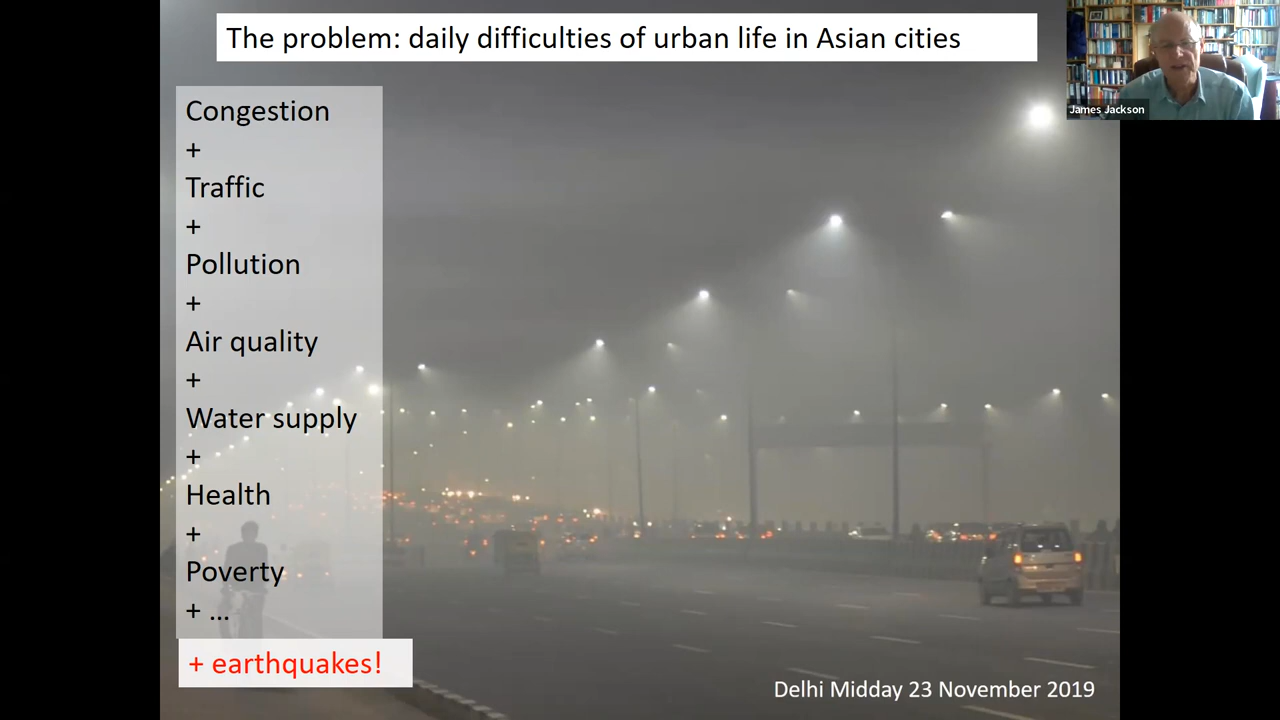 The problem: daily difficulties of urban life in Asian cities
James Jackson
Congestion
+
Traffic
+
Pollution
+
Air quality
+
Water supply
+
Health
+
Poverty
+ ...
+ earthquakes!
Delhi Midday 23 November 2019